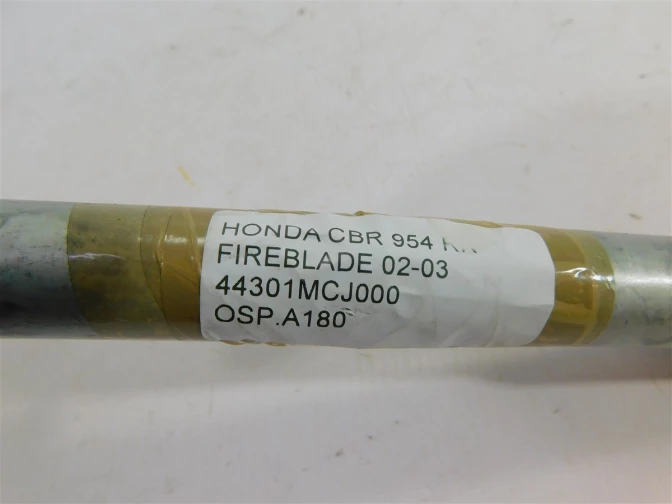 HONDA CBR 954
FIREBLADE 02-03
44301MCJ000
OSP.A180